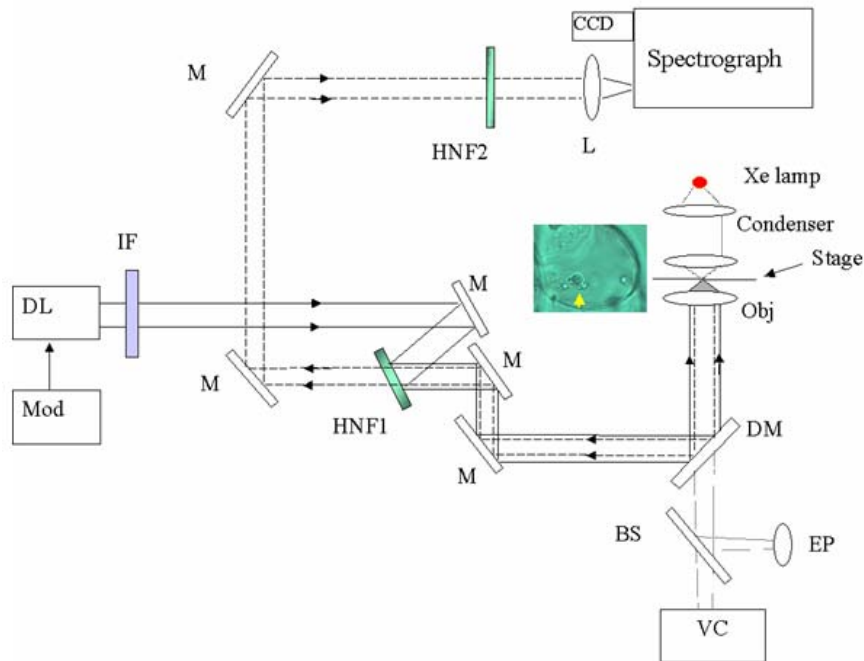 CCD
M
Spectrograph
HNF2
L
Xe lamp
Condenser
IF
Stage
DL
M
Obj
M
M
Mod
HNF1
DM
M
BS
EP
VC